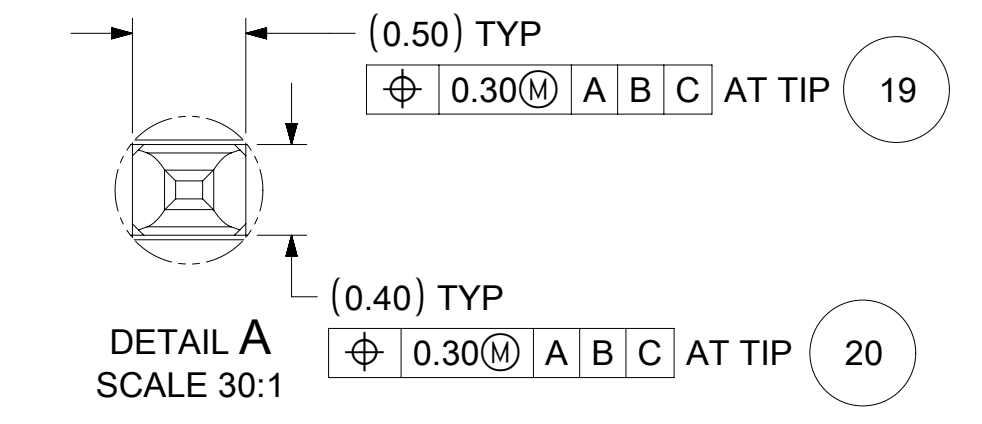 (0.50) TYP
⌖ 0.30Ⓜ A B C AT TIP 19
(0.40) TYP
⌖ 0.30Ⓜ A B C AT TIP 20
DETAIL A
SCALE 30:1